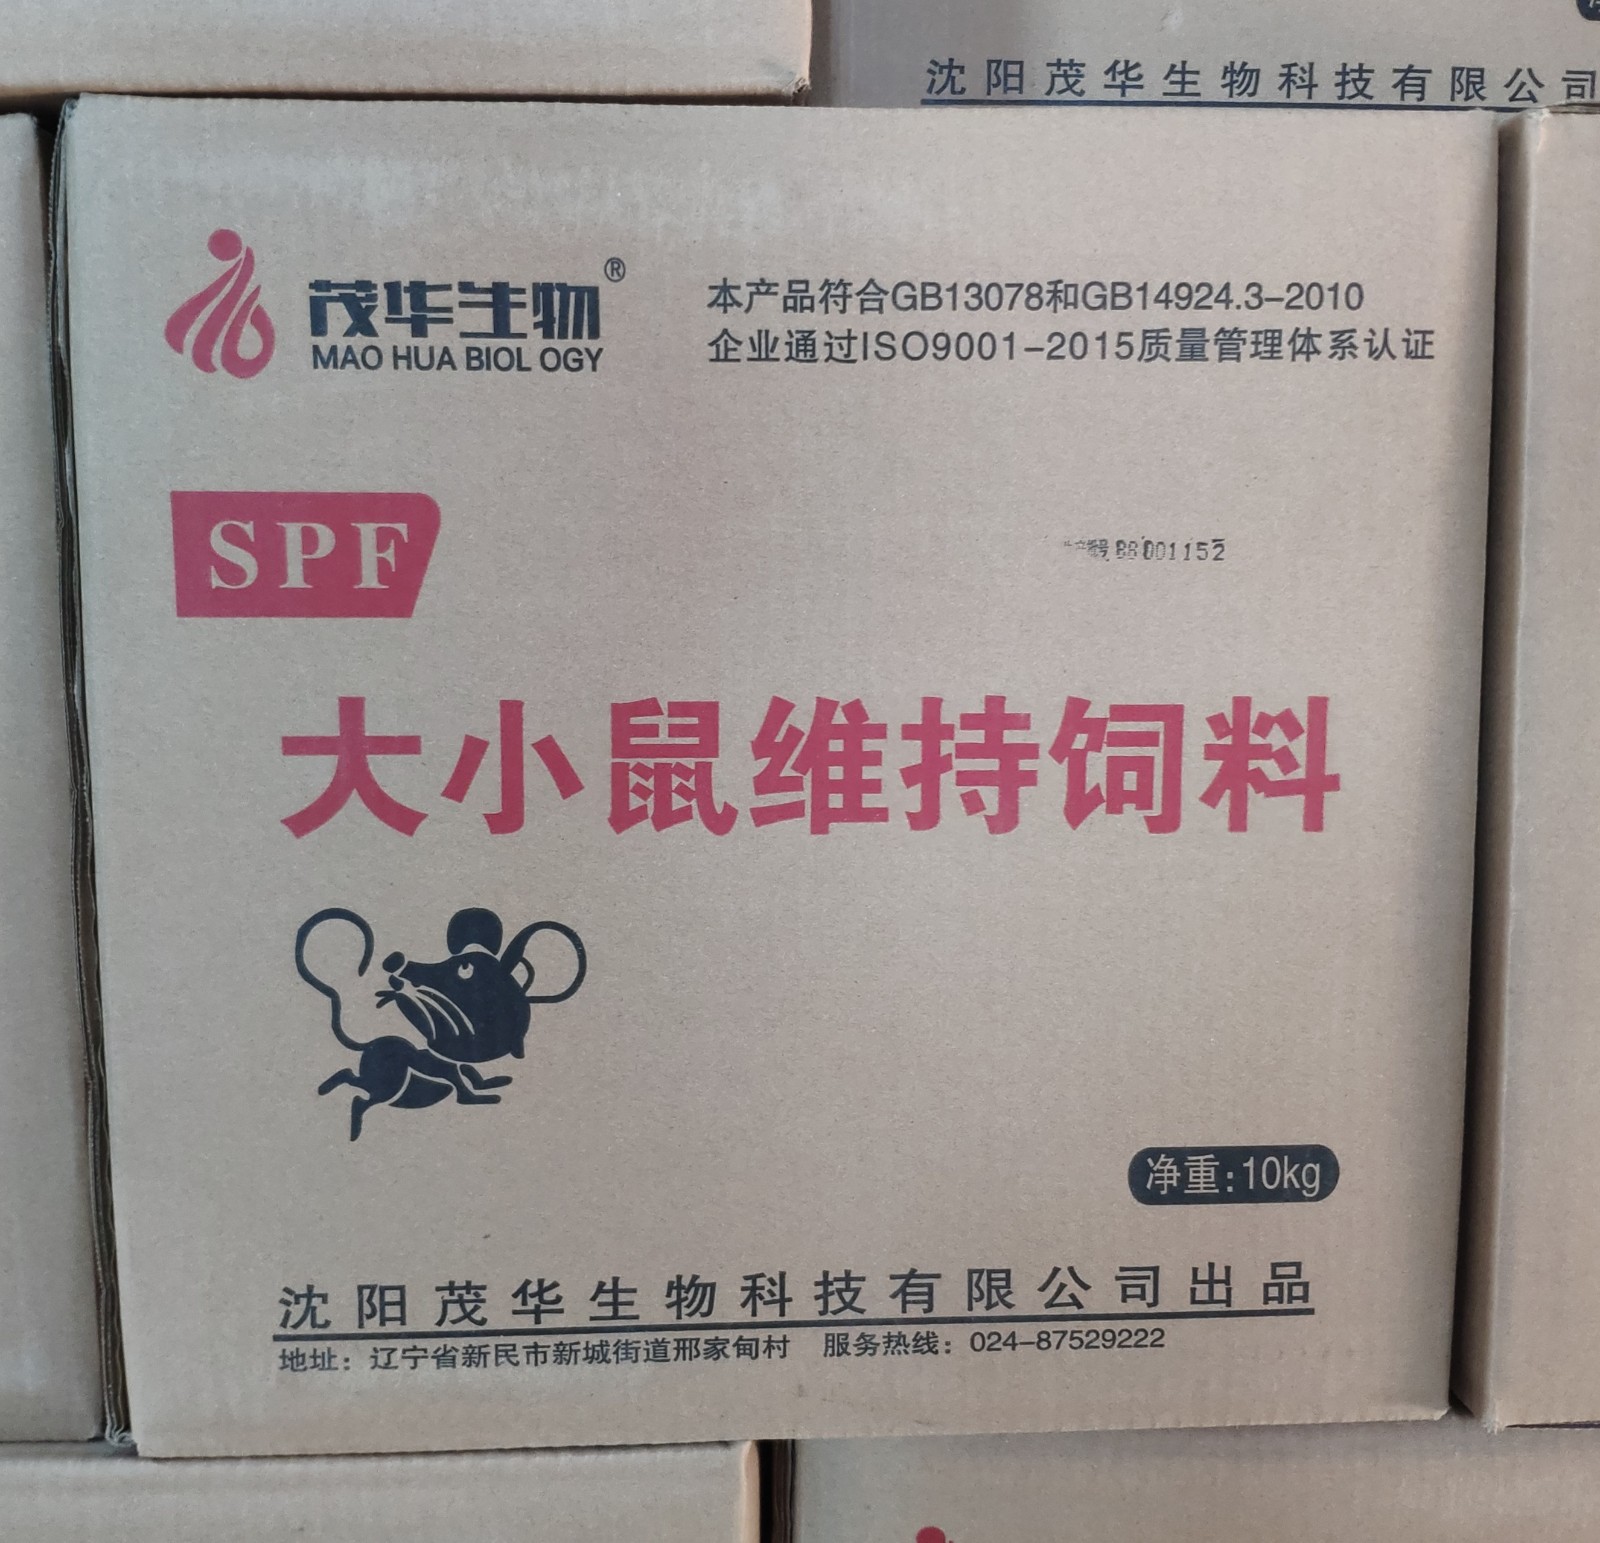 沈阳茂华生物科技有限公司
茂华生物®
MAO HUA BIOL OGY
本产品符合GB13078和GB14924.3-2010
企业通过ISO9001-2015质量管理体系认证
SPF
001152
大小鼠维持饲料
净重:10kg
沈阳茂华生物科技有限公司出品
地址：辽宁省新民市新城街道邢家甸村 服务热线：024-87529222